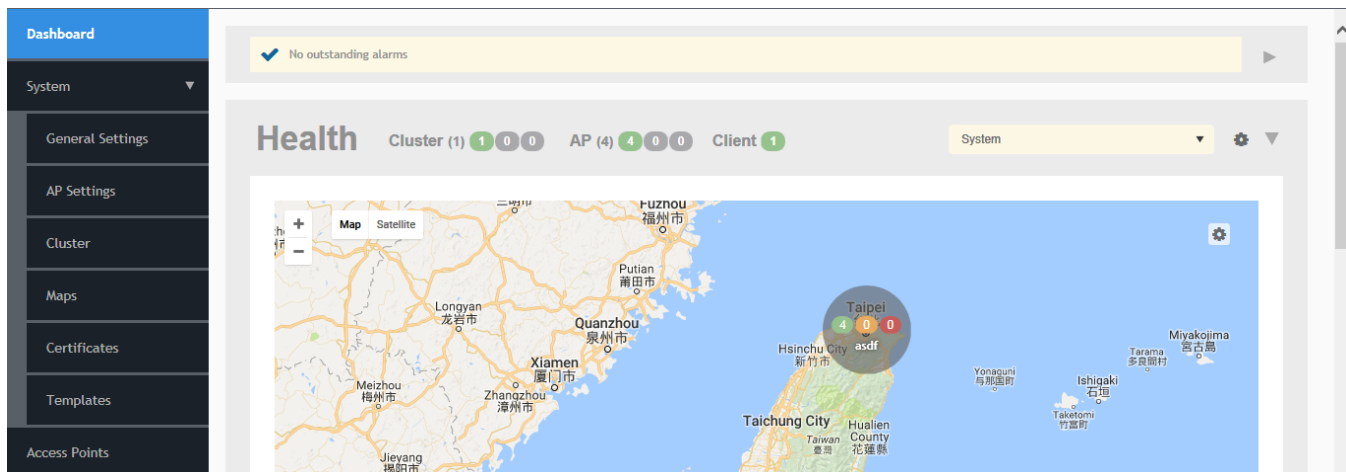 Dashboard
System
General Settings
AP Settings
Cluster
Maps
Certificates
Templates
Access Points
No outstanding alarms
Health Cluster (1) 1 0 0 AP (4) 4 0 0 Client 1
System
Map Satellite
Fuzhou
福州市
Putian
莆田市
Longyan
龙岩市
Quanzhou
泉州市
Xiamen
厦门市
Meizhou
梅州市
Zhangzhou
漳州市
Jieyang
揭阳市
Taipei
4 0 0
asdf
Hsinchu City
新竹市
Taichung City
Taiwan
臺灣
Hualien
County
花蓮縣
Yonaguni
与那国町
Miyakojima
宮古島
Tarama
多良間村
Ishigaki
石垣
Taketomi
竹富町